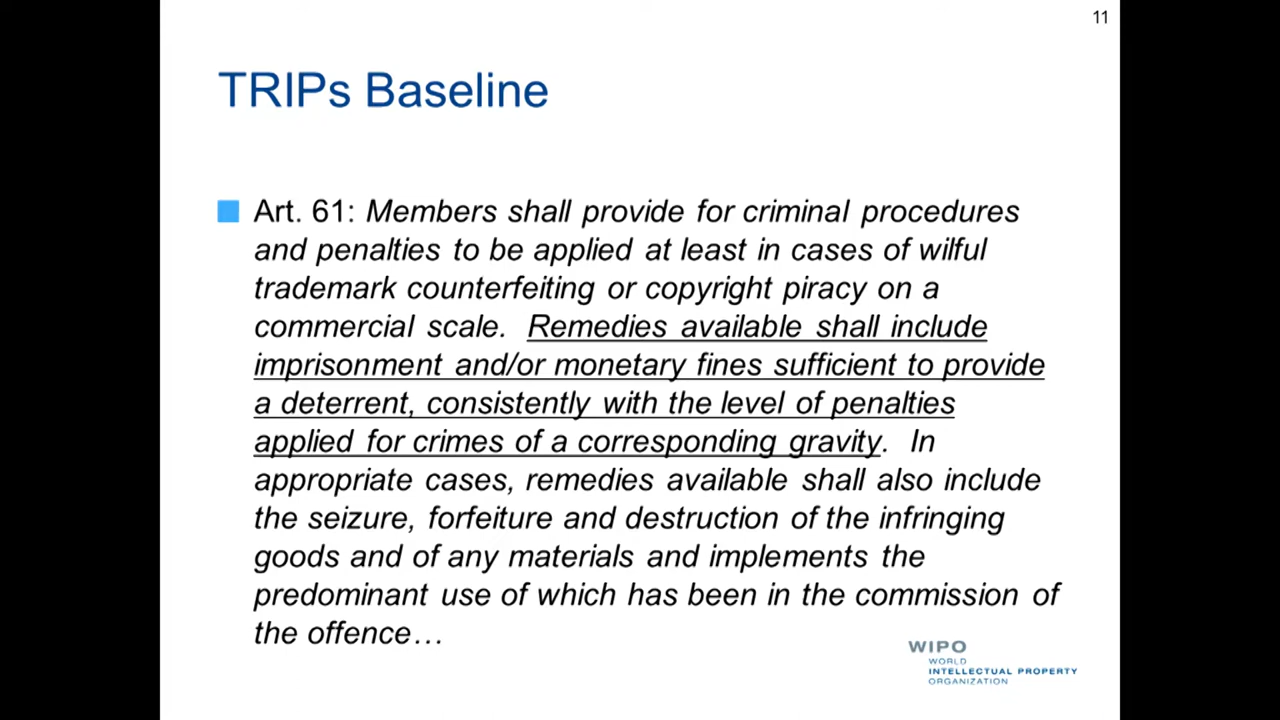 11
TRIPs Baseline
Art. 61: Members shall provide for criminal procedures
and penalties to be applied at least in cases of wilful
trademark counterfeiting or copyright piracy on a
commercial scale. Remedies available shall include
imprisonment and/or monetary fines sufficient to provide
a deterrent, consistently with the level of penalties
applied for crimes of a corresponding gravity. In
appropriate cases, remedies available shall also include
the seizure, forfeiture and destruction of the infringing
goods and of any materials and implements the
predominant use of which has been in the commission of
the offence…
WIPO
WORLD
INTELLECTUAL PROPERTY
ORGANIZATION